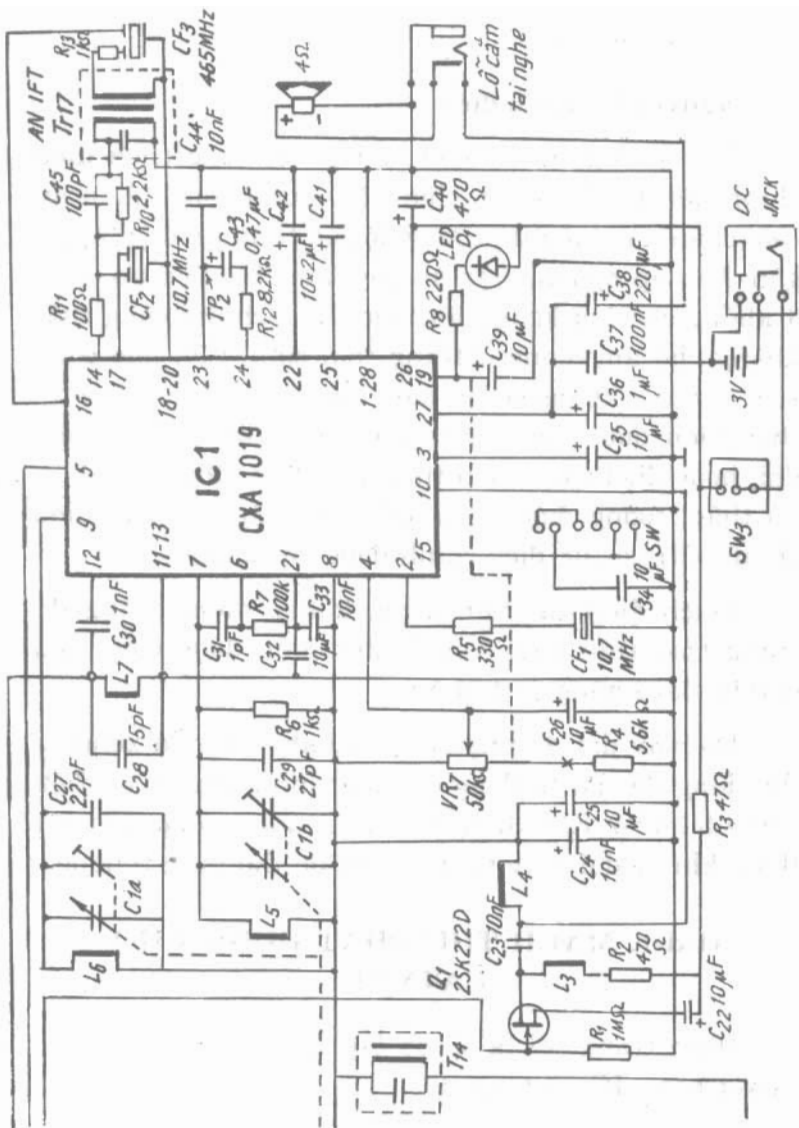 CF3
465MHz
R13
1kΩ
AN IFT
Tr17
C44
10nF
C45
100pF
R10 2,2kΩ
R11
100Ω
CF2
10,7MHz
4Ω
+
-
Lỗ cắm
tai nghe
TP2
C43
0,47µF
R12 8,2kΩ
C42
C41
10×2µF
C40
470
Ω
LED
D1
R8 220Ω
C39
10µF
C38
220µF
C37
100nF
C36
1µF
C35
10
µF
DC
JACK
3V
SW3
16
14
17
18-20
23
24
22
25
1-28
26
5
9
IC1
CXA 1019
19
27
3
10
15
12
11-13
7
6
21
8
4
2
C30
1nF
L7
C28
15pF
C27
22pF
C1a
L6
C31
1pF
R7
100k
C32
10µF
C33
10nF
R6
1kΩ
C29
27pF
C1b
L5
SW
C34
10
µF
R5
330
Ω
CF1
10,7
MHz
VR7
50kΩ
C26
10
µF
R4
5,6kΩ
C25
10
µF
C24
10nF
L4
R3 47Ω
C23 10nF
Q1
2SK212D
L3
R2
470
Ω
C22 10µF
R1
1MΩ
T14